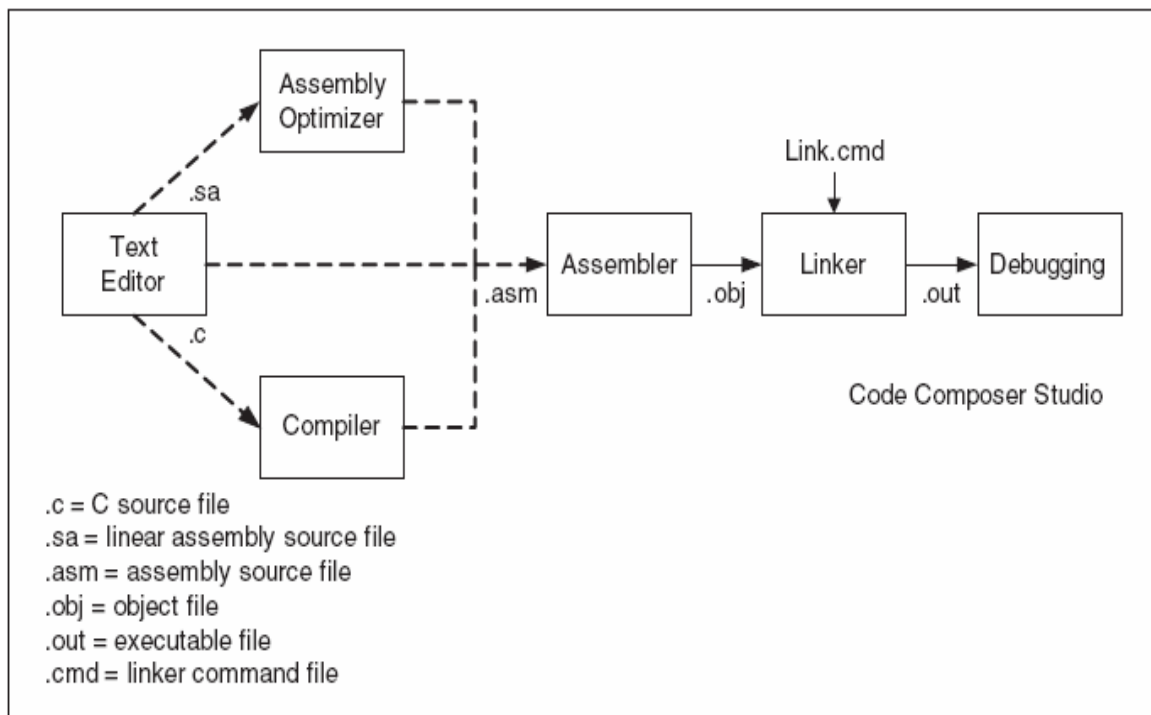 Assembly
Optimizer
.sa
Link.cmd
Text
Editor
Assembler
Linker
Debugging
.asm
.obj
.out
.c
Compiler
Code Composer Studio
.c = C source file
.sa = linear assembly source file
.asm = assembly source file
.obj = object file
.out = executable file
.cmd = linker command file